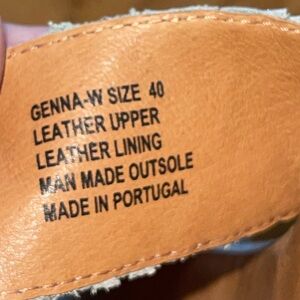 GENNA-W SIZE 40
LEATHER UPPER
LEATHER LINING
MAN MADE OUTSOLE
MADE IN PORTUGAL